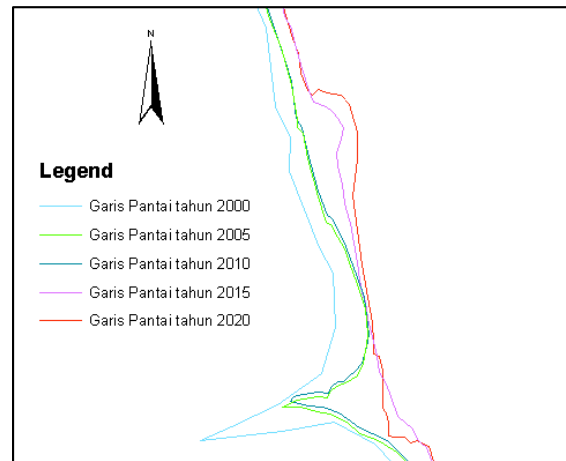 N
Legend
Garis Pantai tahun 2000
Garis Pantai tahun 2005
Garis Pantai tahun 2010
Garis Pantai tahun 2015
Garis Pantai tahun 2020